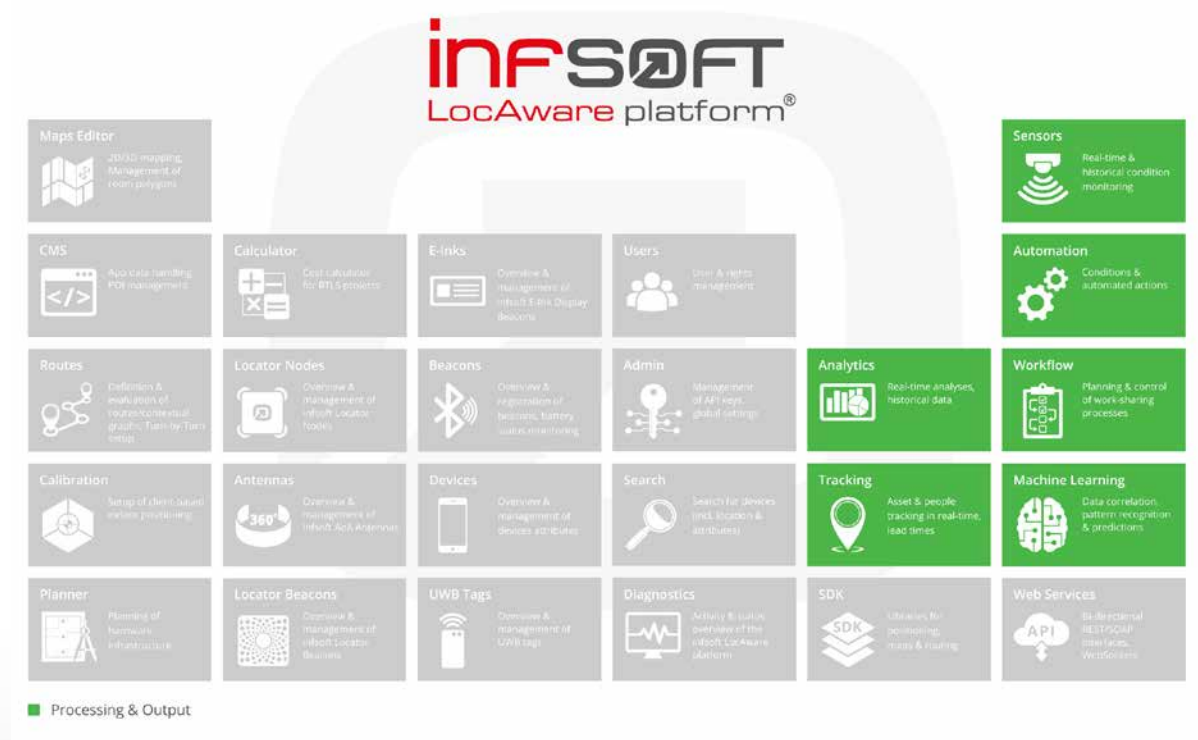 infsoft
LocAware platform®
Maps Editor
2D/3D mapping,
Management of
room polygons
Sensors
Real-time &
historical condition
monitoring
CMS
App data handling
POI management
Calculator
Cost calculator
for RTLS projects
E-Inks
Overview &
management of
infsoft E-Ink Display
Beacons
Users
User & rights
management
Automation
Conditions &
automated actions
Routes
Definition &
evaluation of
routes/contextual
graphs, Turn-by-Turn
setup
Locator Nodes
Overview &
management of
infsoft Locator
Nodes
Beacons
Overview &
registration of
beacons, battery
status monitoring
Admin
Management
of API keys,
global settings
Analytics
Real-time analyses,
historical data
Workflow
Planning & control
of work-sharing
processes
Calibration
Setup of client-based
indoor positioning
Antennas
360°
Overview &
management of
infsoft AoA Antennas
Devices
Overview &
management of
devices attributes
Search
Search for devices
(incl. location &
attributes)
Tracking
Asset & people
tracking in real-time,
lead times
Machine Learning
Data correlation,
pattern recognition
& predictions
Planner
Planning of
hardware
infrastructure
Locator Beacons
Overview &
management of
infsoft Locator
Beacons
UWB Tags
Overview &
management of
UWB tags
Diagnostics
Activity & status
overview of the
infsoft LocAware
platform
SDK
SDK
Libraries for
positioning,
maps & routing
Web Services
API
Bi-directional
REST/SOAP
interfaces,
WebSockets
Processing & Output